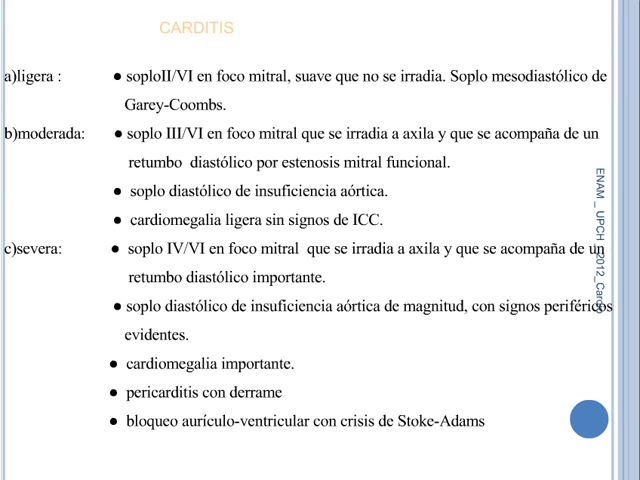 CARDITIS
a)ligera : ● soploII/VI en foco mitral, suave que no se irradia. Soplo mesodiastólico de
Garey-Coombs.
b)moderada: ● soplo III/VI en foco mitral que se irradia a axila y que se acompaña de un
retumbo diastólico por estenosis mitral funcional.
● soplo diastólico de insuficiencia aórtica.
● cardiomegalia ligera sin signos de ICC.
c)severa: ● soplo IV/VI en foco mitral que se irradia a axila y que se acompaña de un
retumbo diastólico importante.
● soplo diastólico de insuficiencia aórtica de magnitud, con signos periféricos
evidentes.
● cardiomegalia importante.
● pericarditis con derrame
● bloqueo aurículo-ventricular con crisis de Stoke-Adams
ENAM _ UPCH _ 2012_Cardio